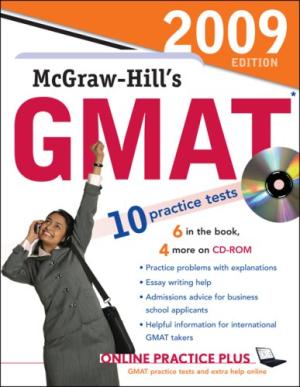 2009
EDITION
McGraw-Hill's
GMAT*
10 practice tests
6 in the book,
4 more on CD-ROM
• Practice problems with explanations
• Essay writing help
• Admissions advice for business
school applicants
• Helpful information for international
GMAT takers
ONLINE PRACTICE PLUS
GMAT practice tests and extra help online